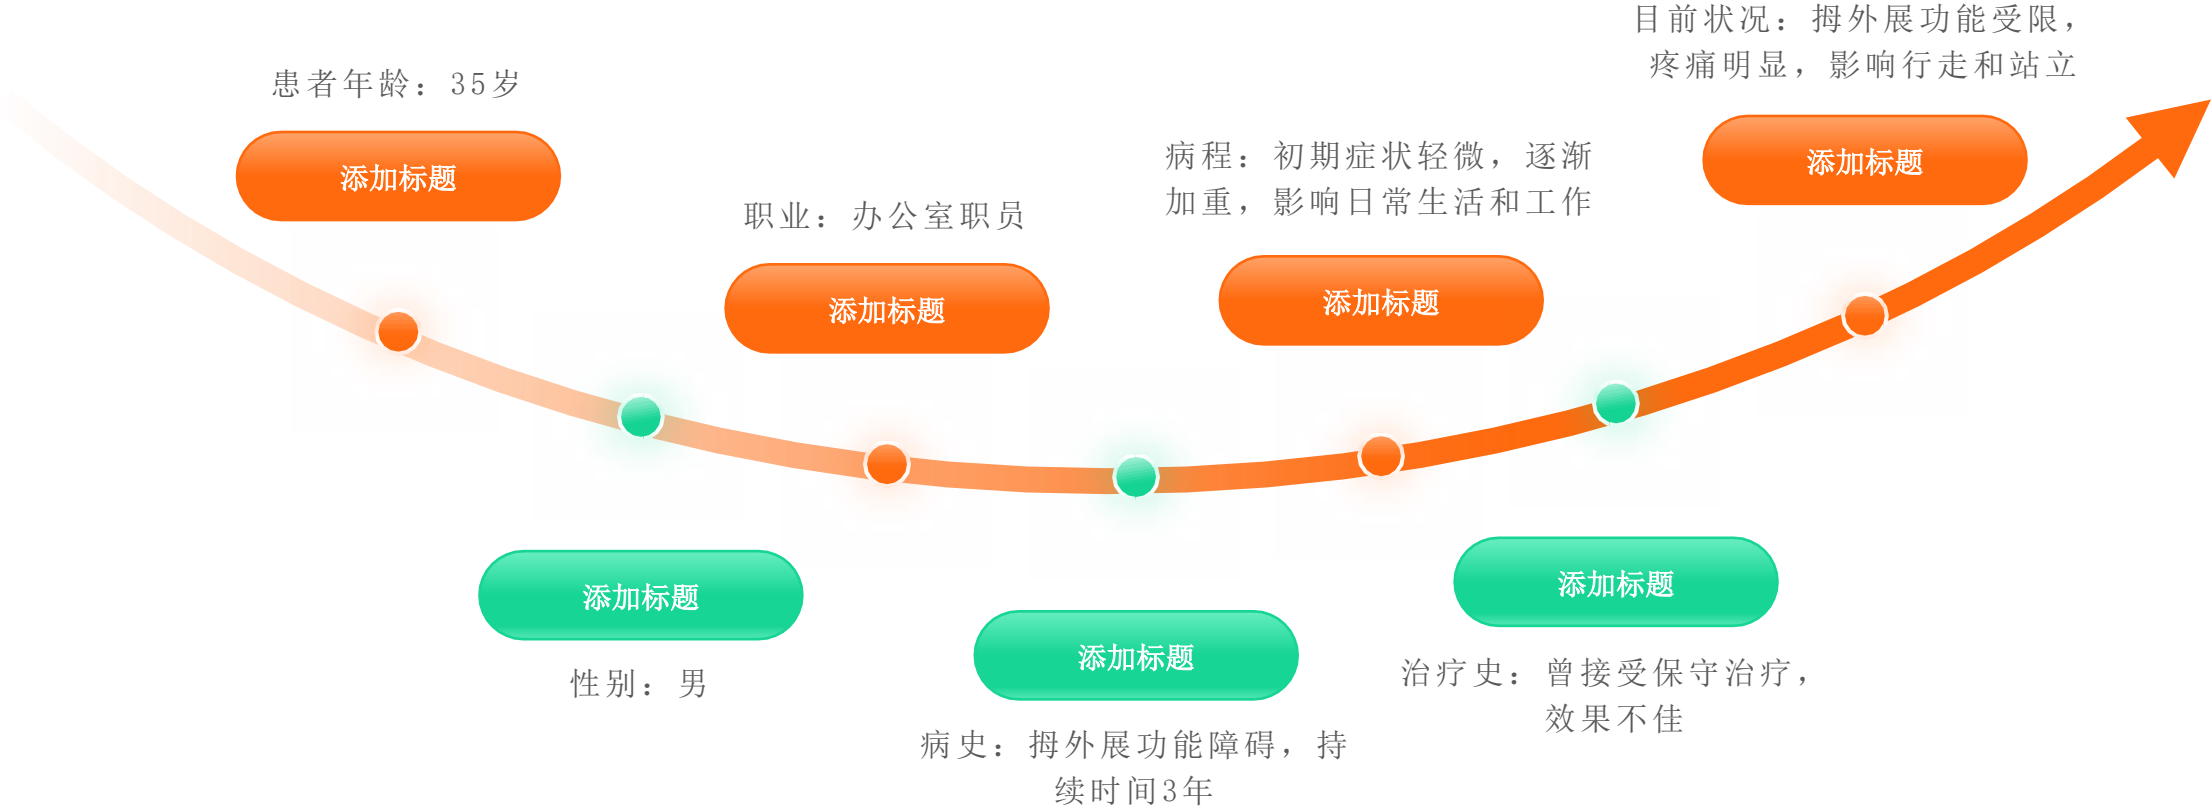 患者年龄：35岁
添加标题
添加标题
性别：男
职业：办公室职员
添加标题
添加标题
病史：拇外展功能障碍，持
续时间3年
病程：初期症状轻微，逐渐
加重，影响日常生活和工作
添加标题
添加标题
治疗史：曾接受保守治疗，
效果不佳
目前状况：拇外展功能受限，
疼痛明显，影响行走和站立
添加标题